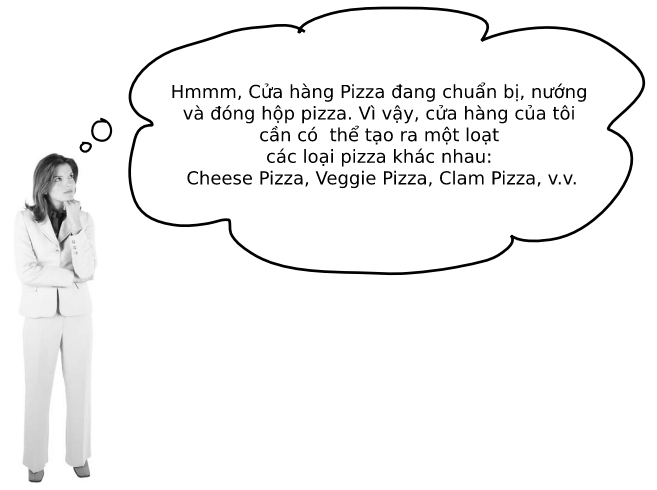 Hmmm, Cửa hàng Pizza đang chuẩn bị, nướng
và đóng hộp pizza. Vì vậy, cửa hàng của tôi
cần có  thể tạo ra một loạt
các loại pizza khác nhau:
Cheese Pizza, Veggie Pizza, Clam Pizza, v.v.